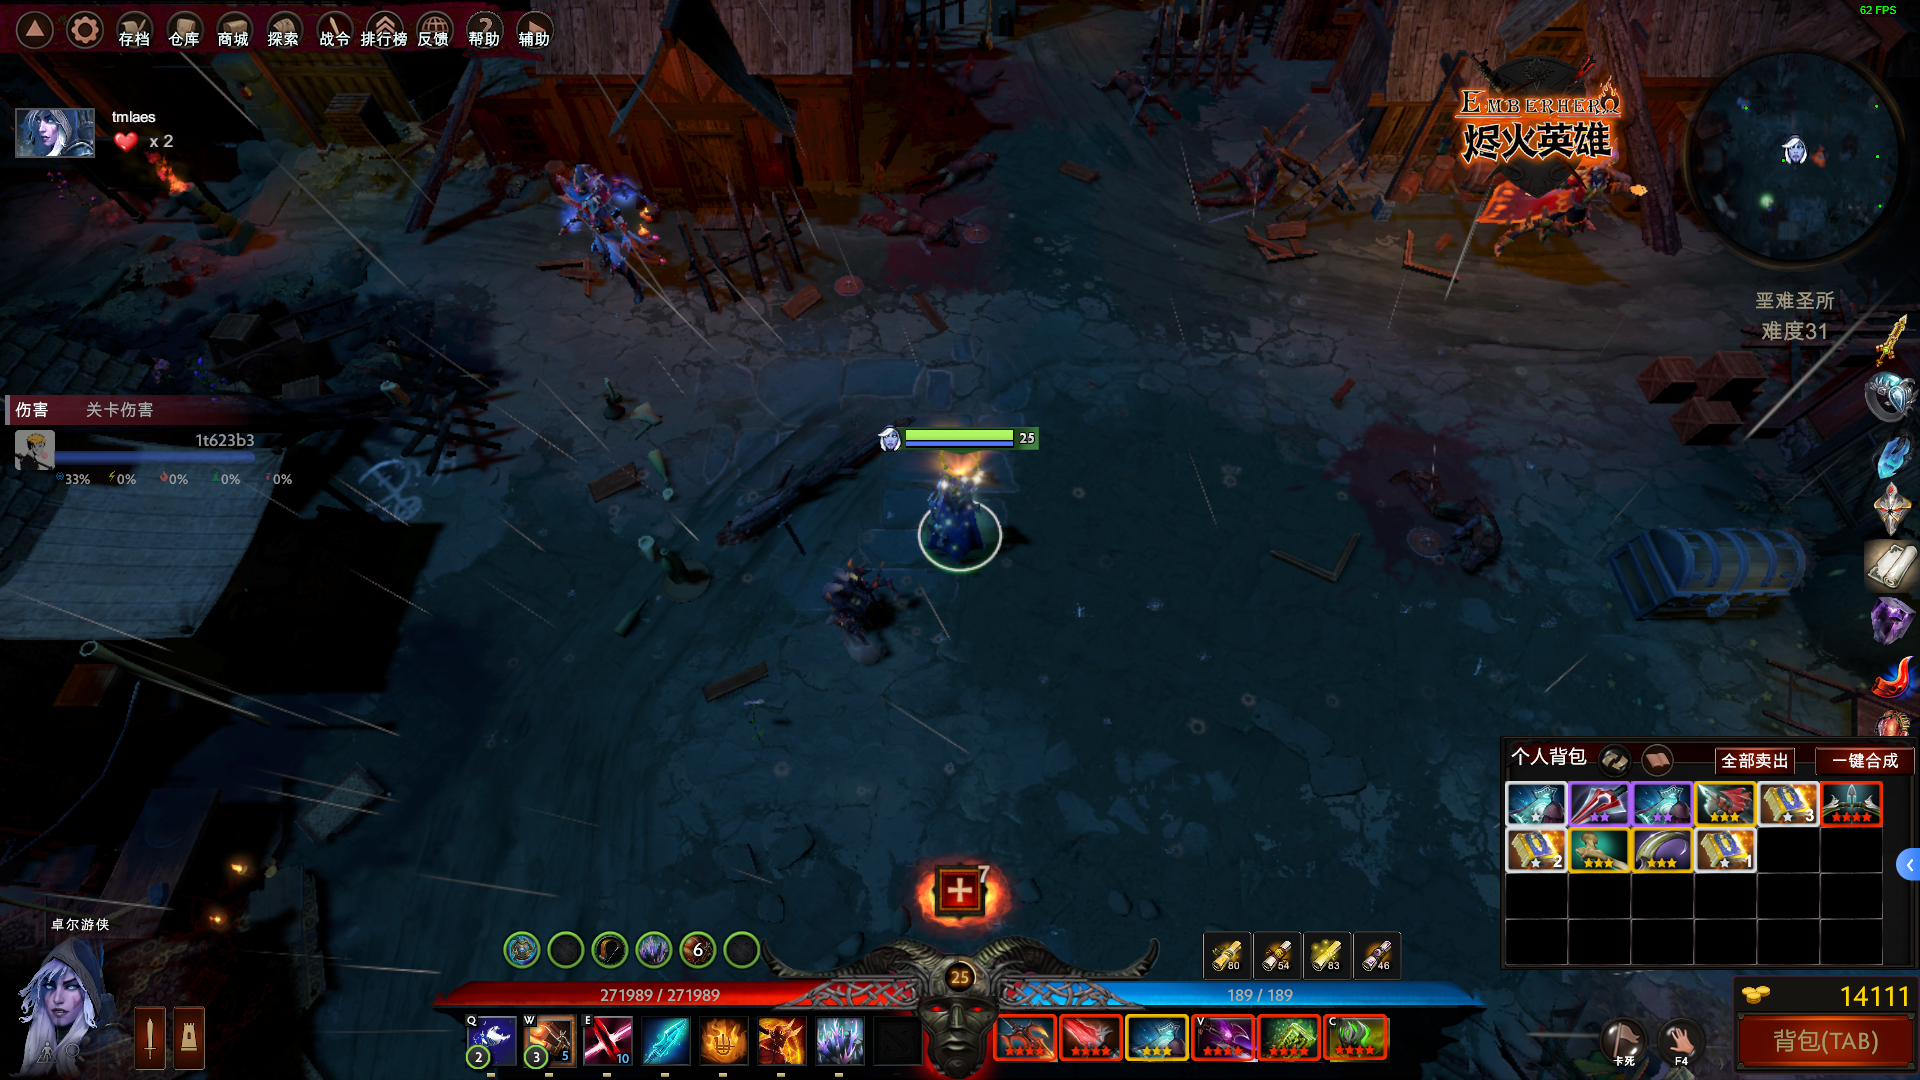 62 FPS
存档 仓库 商城 探索 战令 排行榜 反馈 帮助 辅助
tmlaes
x 2
EMBERHERO
烬火英雄
罪难圣所
难度31
伤害 关卡伤害
1t623b3
33% 0% 0% 0% 0%
25
个人背包 全部卖出 一键合成
3
2 1
7
卓尔游侠
6
80 54 83 46
25
271989 / 271989
189 / 189
Q W E V C
2 3 5 10
14111
卡死 F4
背包(TAB)